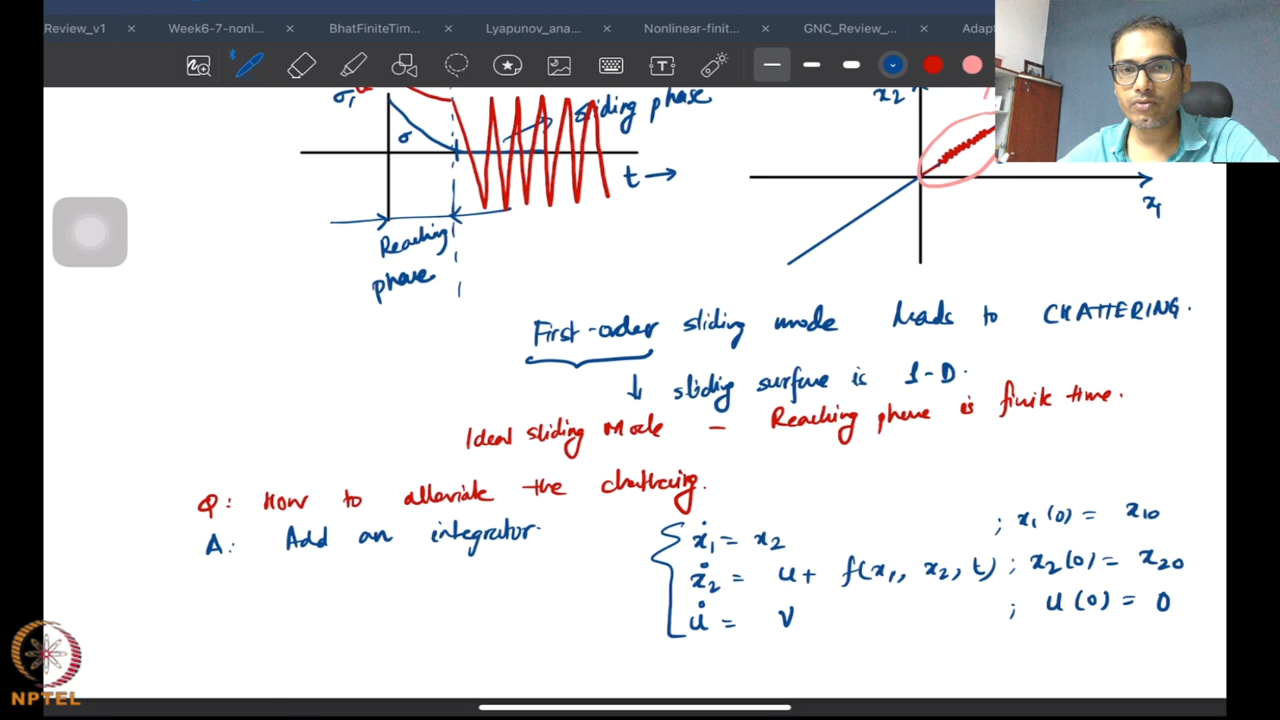 Review_v1
Week6-7-nonl...
BhatFiniteTim...
Lyapunov_ana...
Nonlinear-finit...
GNC_Review_...
Adap
σ,u
σ
sliding phase
t →
Reaching
phase
x2
x1
First-order sliding mode leads to CHATTERING.
↓ sliding surface is 1-D.
Ideal sliding Mode - Reaching phase is finite time.
Q: How to alleviate the chattering.
A: Add an integrator.
ẋ1 = x2 ; x1(0) = x10
ẋ2 = u + f(x1, x2, t) ; x2(0) = x20
u̇ = v ; u(0) = 0
NPTEL